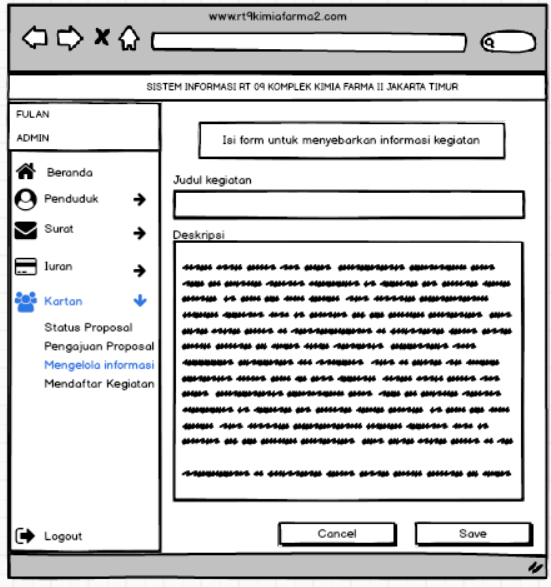 www.rt9kimiafarma2.com
SISTEM INFORMASI RT 09 KOMPLEK KIMIA FARMA II JAKARTA TIMUR
FULAN
ADMIN
Beranda
Penduduk
Surat
Iuran
Kartan
Status Proposal
Pengajuan Proposal
Mengelola informasi
Mendaftar Kegiatan
Logout
Isi form untuk menyebarkan informasi kegiatan
Judul kegiatan
Deskripsi
Cancel
Save